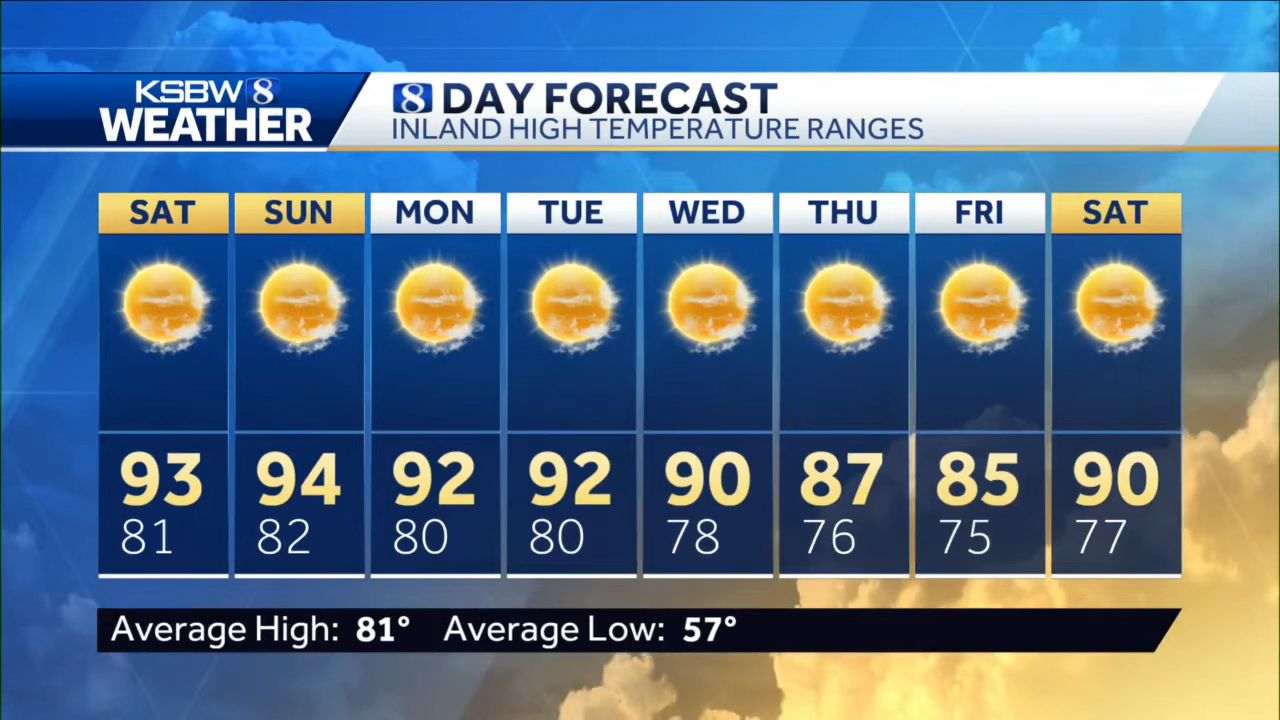 KSBW 8
WEATHER
8 DAY FORECAST
INLAND HIGH TEMPERATURE RANGES
SAT SUN MON TUE WED THU FRI SAT
93 94 92 92 90 87 85 90
81 82 80 80 78 76 75 77
Average High: 81° Average Low: 57°